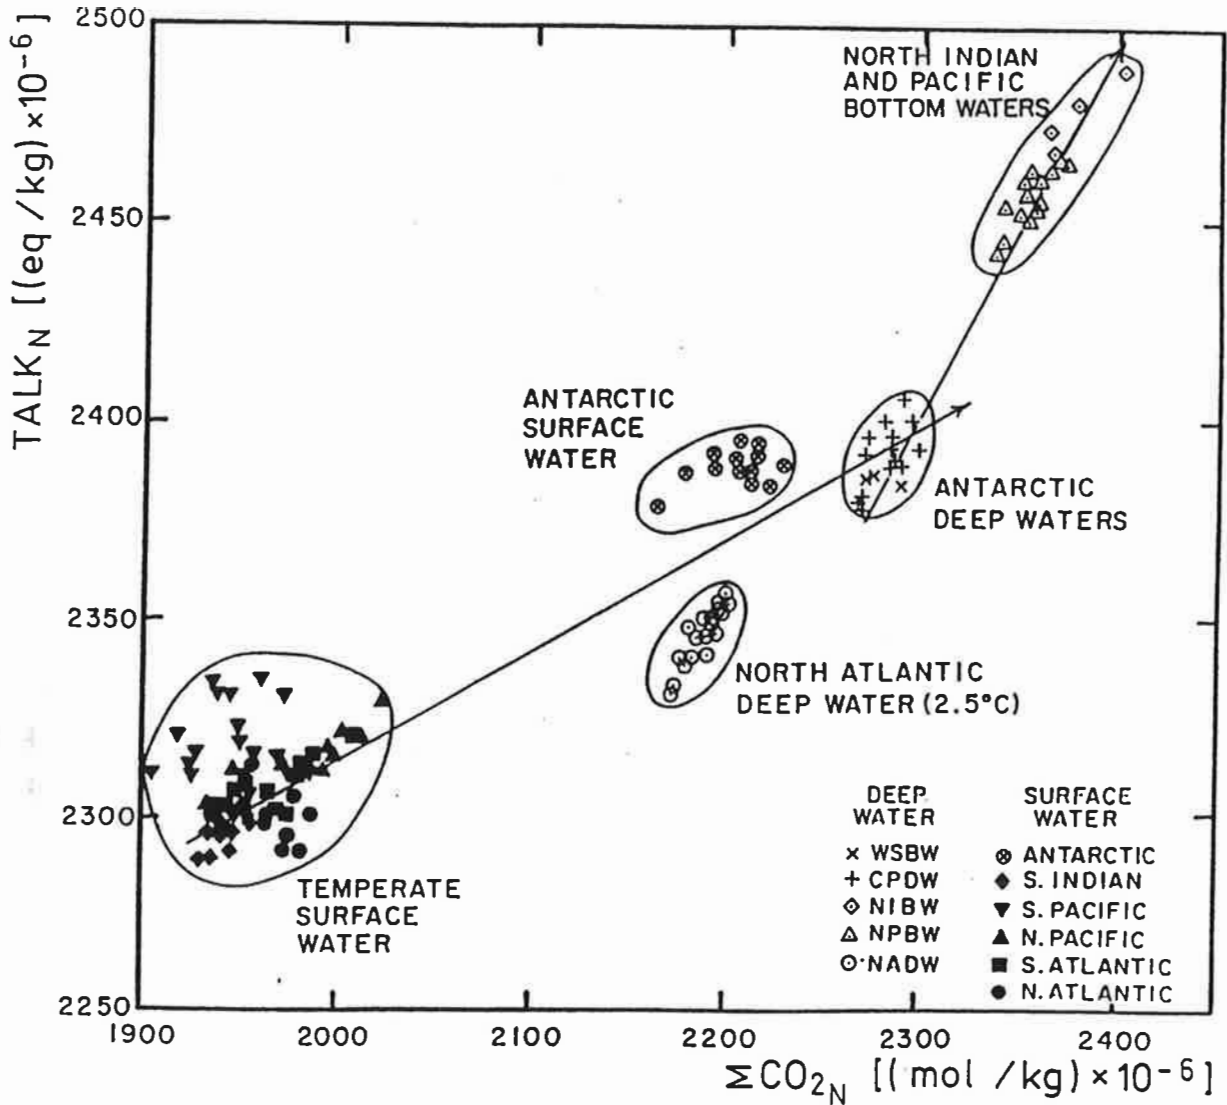 TALK_N [(eq/kg)×10⁻⁶]
2500
2450
2400
2350
2300
2250
NORTH INDIAN
AND PACIFIC
BOTTOM WATERS
ANTARCTIC
SURFACE
WATER
ANTARCTIC
DEEP WATERS
NORTH ATLANTIC
DEEP WATER (2.5°C)
TEMPERATE
SURFACE
WATER
DEEP
WATER
× WSBW
+ CPDW
NIBW
NPBW
NADW
SURFACE
WATER
ANTARCTIC
S. INDIAN
S. PACIFIC
N. PACIFIC
S. ATLANTIC
N. ATLANTIC
1900 2000 2100 2200 2300 2400
ΣCO₂_N [(mol/kg)×10⁻⁶]